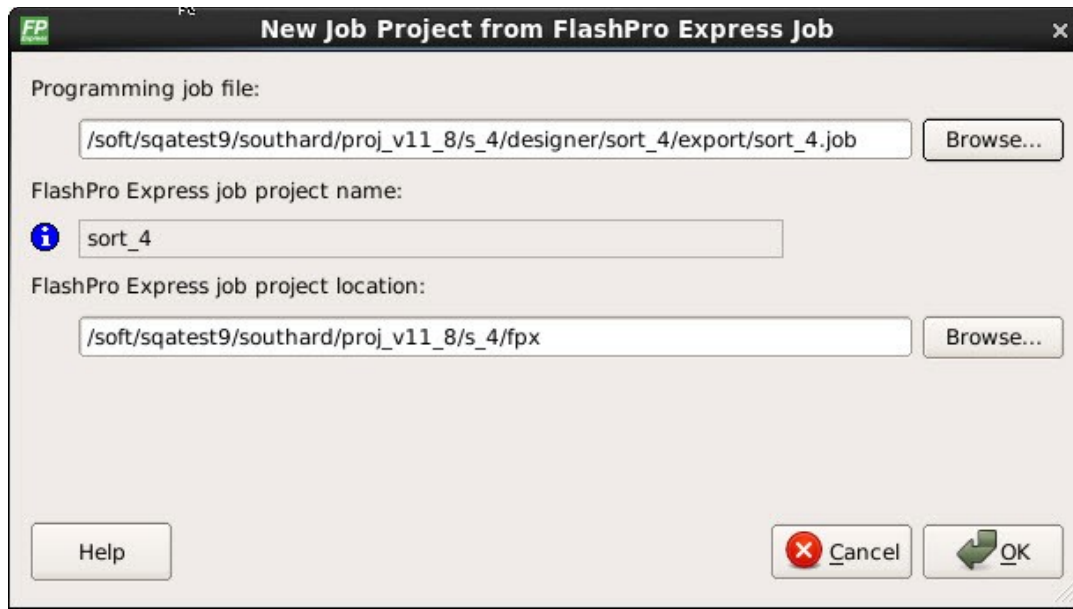 FP
Express
New Job Project from FlashPro Express Job
Programming job file:
/soft/sqatest9/southard/proj_v11_8/s_4/designer/sort_4/export/sort_4.job
Browse...
FlashPro Express job project name:
sort_4
FlashPro Express job project location:
/soft/sqatest9/southard/proj_v11_8/s_4/fpx
Browse...
Help
Cancel
OK